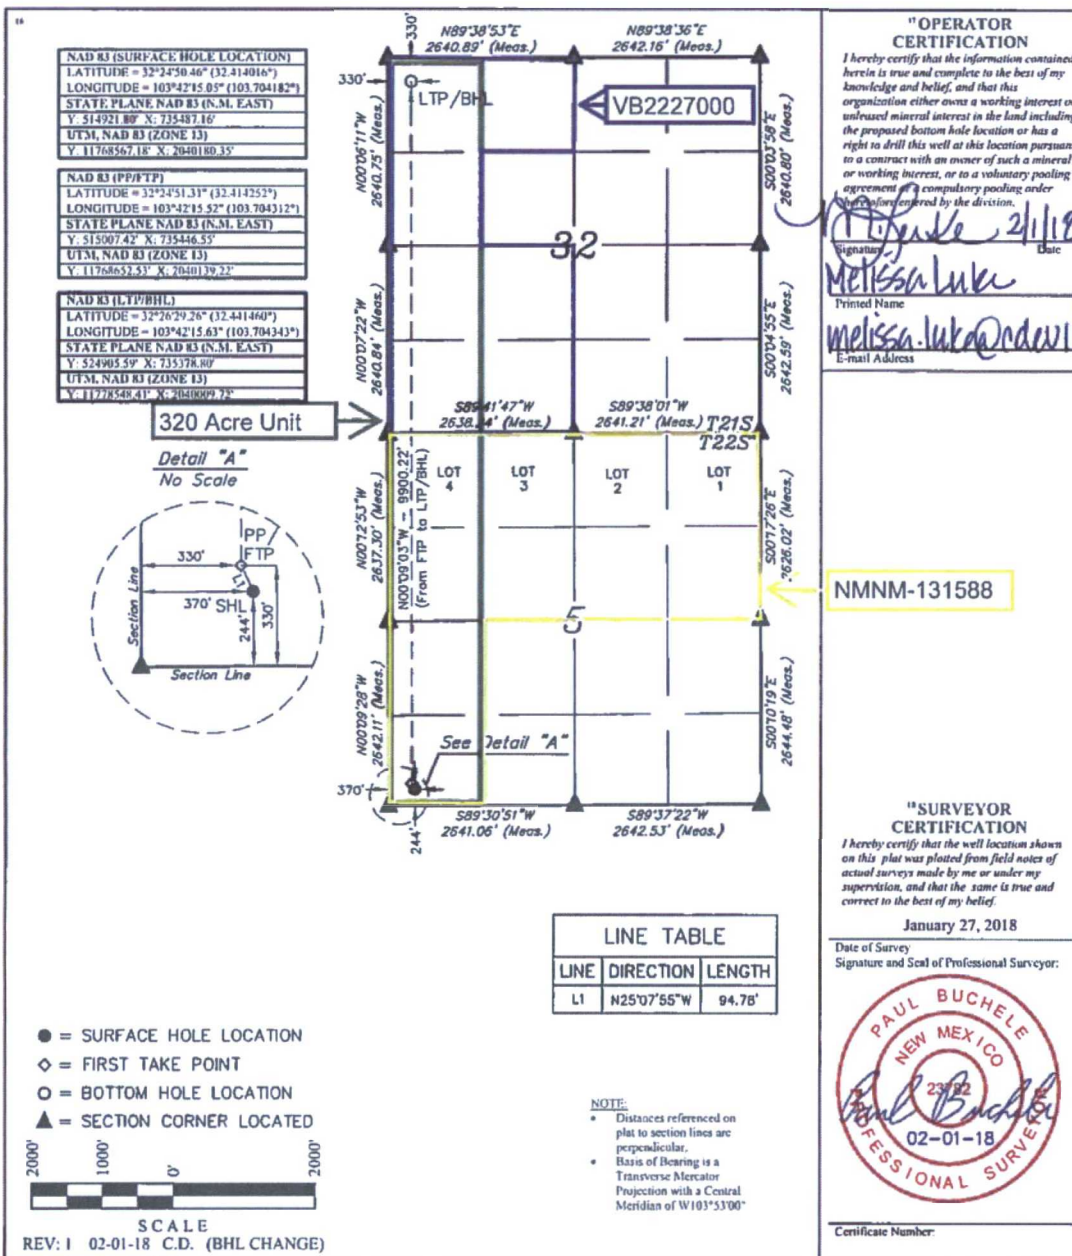 16
NAD 83 (SURFACE HOLE LOCATION)
LATITUDE = 32°24'50.46" (32.414016°)
LONGITUDE = 103°42'15.05" (103.704182°)
STATE PLANE NAD 83 (N.M. EAST)
Y: 514921.80' X: 735487.16'
UTM, NAD 83 (ZONE 13)
Y: 11768567.18' X: 2040180.35'
NAD 83 (PP/FTP)
LATITUDE = 32°24'51.31" (32.414252°)
LONGITUDE = 103°42'15.52" (103.704312°)
STATE PLANE NAD 83 (N.M. EAST)
Y: 515007.42' X: 735446.55'
UTM, NAD 83 (ZONE 13)
Y: 11768652.53' X: 2040139.22'
NAD 83 (LTP/BHL)
LATITUDE = 32°26'29.26" (32.441460°)
LONGITUDE = 103°42'15.63" (103.704343°)
STATE PLANE NAD 83 (N.M. EAST)
Y: 524905.59' X: 735378.80'
UTM, NAD 83 (ZONE 13)
Y: 11778548.41' X: 2040009.72'
320 Acre Unit
Detail "A"
No Scale
Section Line
330'
PP/
FTP
L1
370' SHL
244'
330'
Section Line
330'
N89°38'53"E
2640.89' (Meas.)
N89°38'36"E
2642.16' (Meas.)
330'
LTP/BHL
VB2227000
N00°06'11"W
2640.75' (Meas.)
S00°03'58"E
2640.80' (Meas.)
32
N00°07'22"W
2640.84' (Meas.)
S00°04'55"E
2642.59' (Meas.)
S89°41'47"W
S89°38'01"W
2641.21' (Meas.)
T21S
T22S
LOT
4
LOT
3
LOT
2
LOT
1
N00°12'53"W
2637.30' (Meas.)
N00°09'03"W – 9900.22'
(From FTP to LTP/BHL)
S00°17'26"E
2626.02' (Meas.)
NMNM-131588
5
N00°09'28"W
2642.11' (Meas.)
S00°10'19"E
2644.48' (Meas.)
See Detail "A"
370'
244'
S89°30'51"W
2641.06' (Meas.)
S89°37'22"W
2642.53' (Meas.)
LINE TABLE
LINE DIRECTION LENGTH
L1 N25°07'55"W 94.78'
● = SURFACE HOLE LOCATION
◇ = FIRST TAKE POINT
○ = BOTTOM HOLE LOCATION
▲ = SECTION CORNER LOCATED
2000' 1000' 0' 2000'
SCALE
REV: 1 02-01-18 C.D. (BHL CHANGE)
NOTE:
• Distances referenced on
plat to section lines are
perpendicular.
• Basis of Bearing is a
Transverse Mercator
Projection with a Central
Meridian of W103°53'00"
"OPERATOR
CERTIFICATION
I hereby certify that the information contained
herein is true and complete to the best of my
knowledge and belief, and that this
organization either owns a working interest or
unleased mineral interest in the land including
the proposed bottom hole location or has a
right to drill this well at this location pursuant
to a contract with an owner of such a mineral
or working interest, or to a voluntary pooling
agreement or a compulsory pooling order
heretofore entered by the division.
2/1/18
Signature Date
Melissa Luke
Printed Name
E-mail Address
"SURVEYOR
CERTIFICATION
I hereby certify that the well location shown
on this plat was plotted from field notes of
actual surveys made by me or under my
supervision, and that the same is true and
correct to the best of my belief.
January 27, 2018
Date of Survey
Signature and Seal of Professional Surveyor:
PAUL BUCHELE
NEW MEXICO
23782
Paul Buchele
02-01-18
PROFESSIONAL SURVEYOR
Certificate Number: